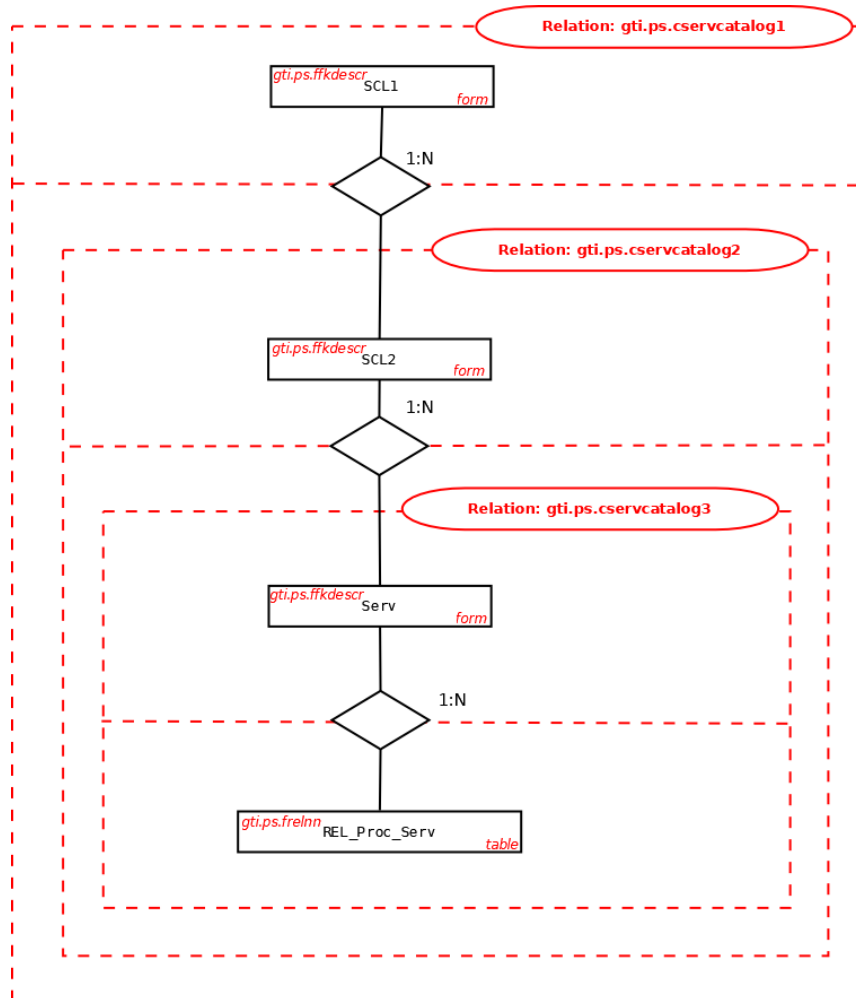 Relation: gti.ps.cservcatalog1
gti.ps.ffkdescr
SCL1
form
1:N
Relation: gti.ps.cservcatalog2
gti.ps.ffkdescr
SCL2
form
1:N
Relation: gti.ps.cservcatalog3
gti.ps.ffkdescr
Serv
form
1:N
gti.ps.frelnn
REL_Proc_Serv
table